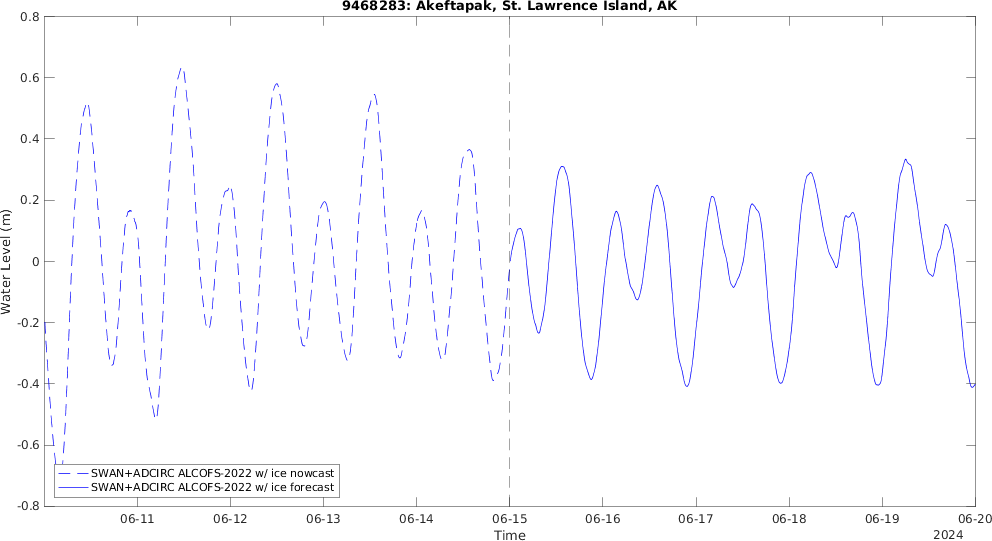 9468283: Akeftapak, St. Lawrence Island, AK
0.8
0.6
0.4
0.2
0
-0.2
-0.4
-0.6
-0.8
Water Level (m)
SWAN+ADCIRC ALCOFS-2022 w/ ice nowcast
SWAN+ADCIRC ALCOFS-2022 w/ ice forecast
06-11 06-12 06-13 06-14 06-15 06-16 06-17 06-18 06-19 06-20
Time
2024